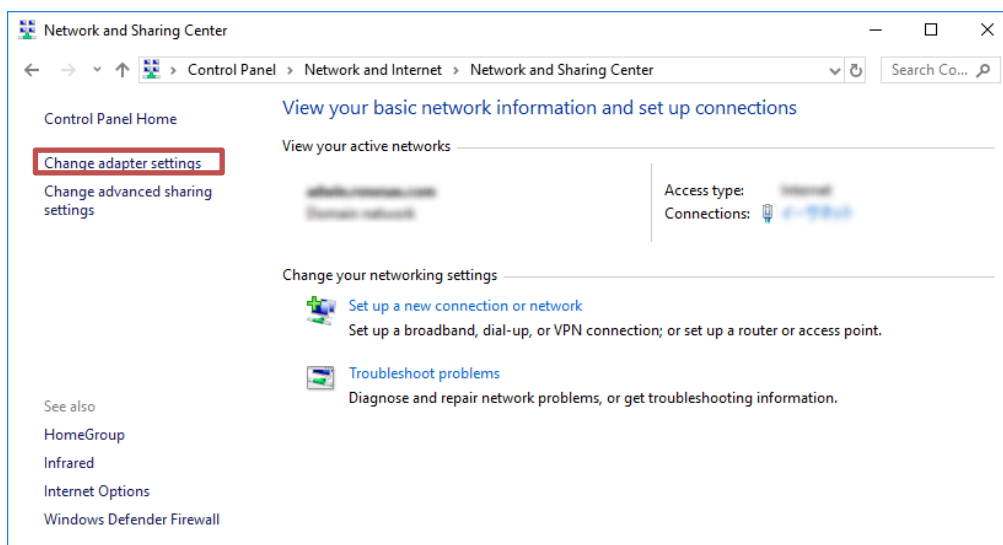 Network and Sharing Center
Control Panel > Network and Internet > Network and Sharing Center
Search Co...
Control Panel Home
Change adapter settings
Change advanced sharing
settings
View your basic network information and set up connections
View your active networks
Domain network
Access type: Internet
Connections:
Change your networking settings
Set up a new connection or network
Set up a broadband, dial-up, or VPN connection; or set up a router or access point.
Troubleshoot problems
Diagnose and repair network problems, or get troubleshooting information.
See also
HomeGroup
Infrared
Internet Options
Windows Defender Firewall